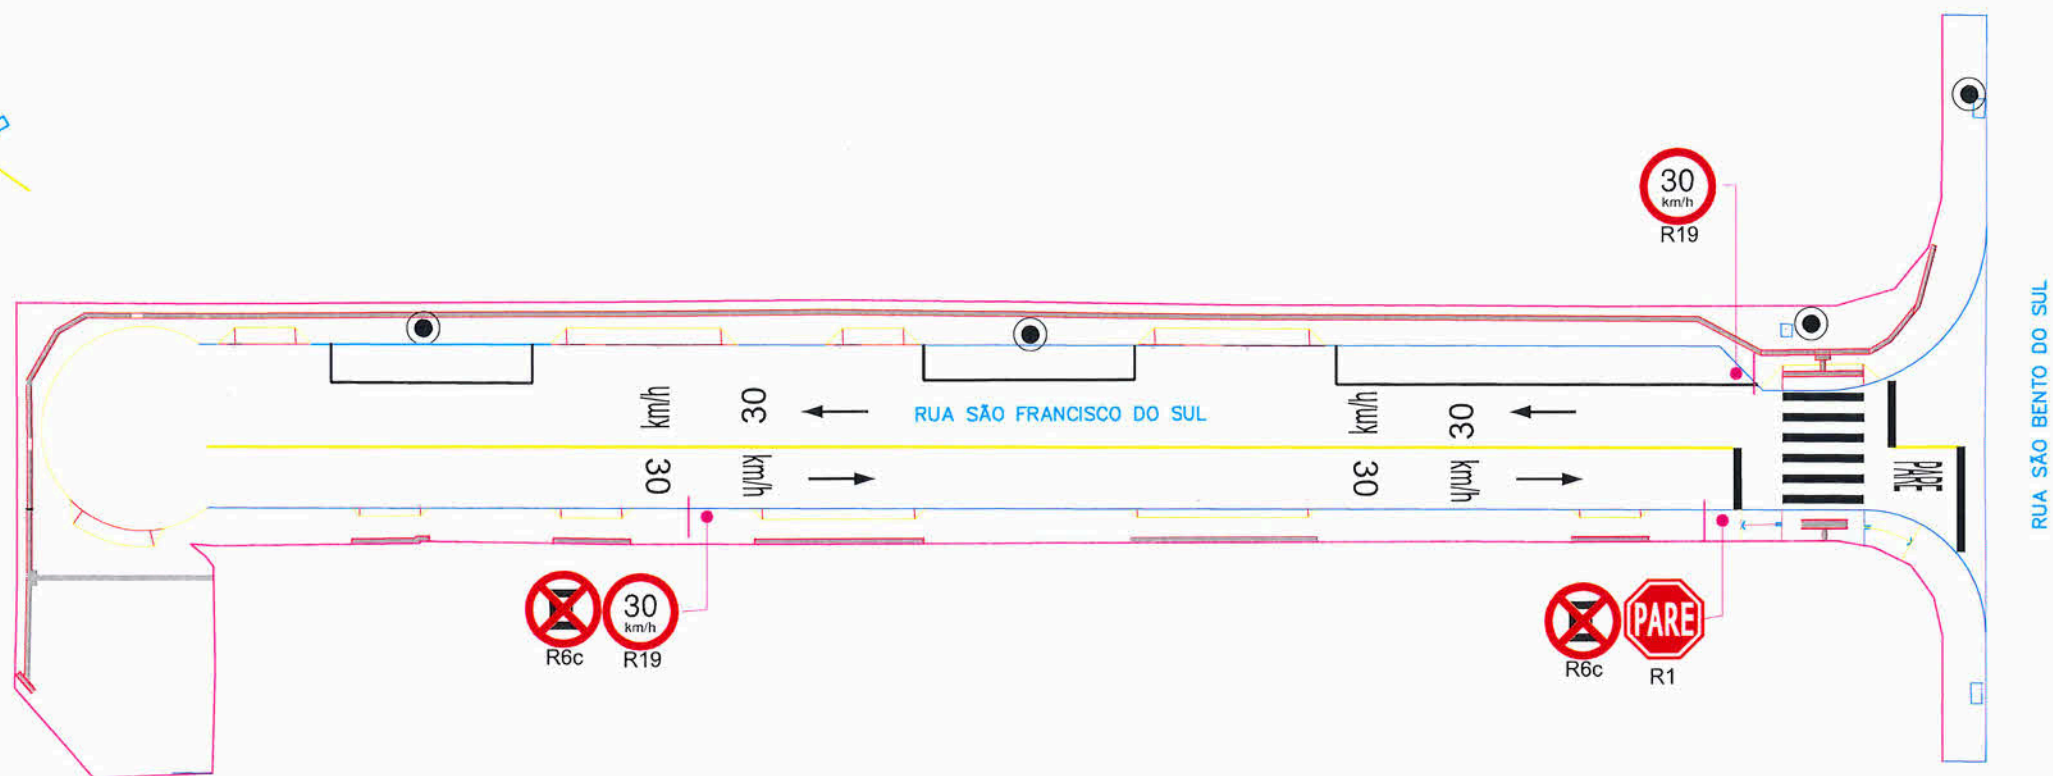 30
km/h
R19
RUA SÃO BENTO DO SUL
km/h
30
RUA SÃO FRANCISCO DO SUL
km/h
30
30
km/h
30
km/h
PARE
R6c
30
km/h
R19
R6c
PARE
R1